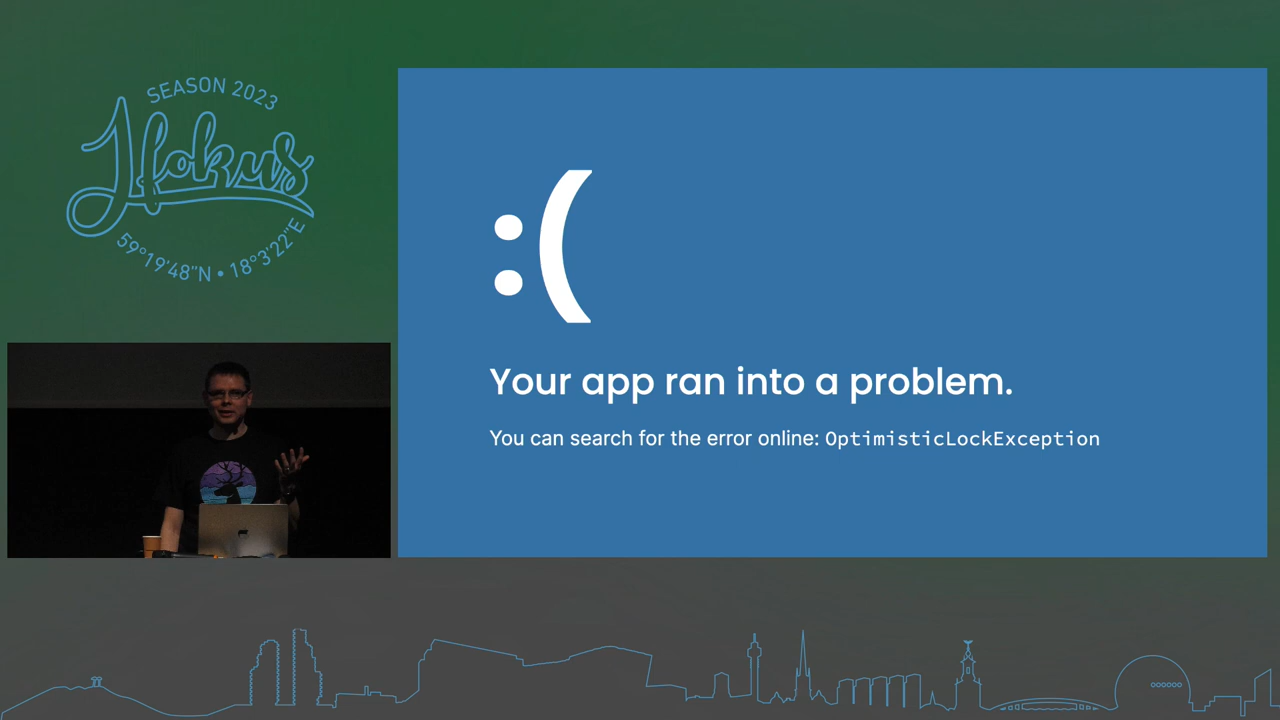 SEASON 2023
Hokus
59°19'48"N • 18°3'22"E
:(
Your app ran into a problem.
You can search for the error online: OptimisticLockException